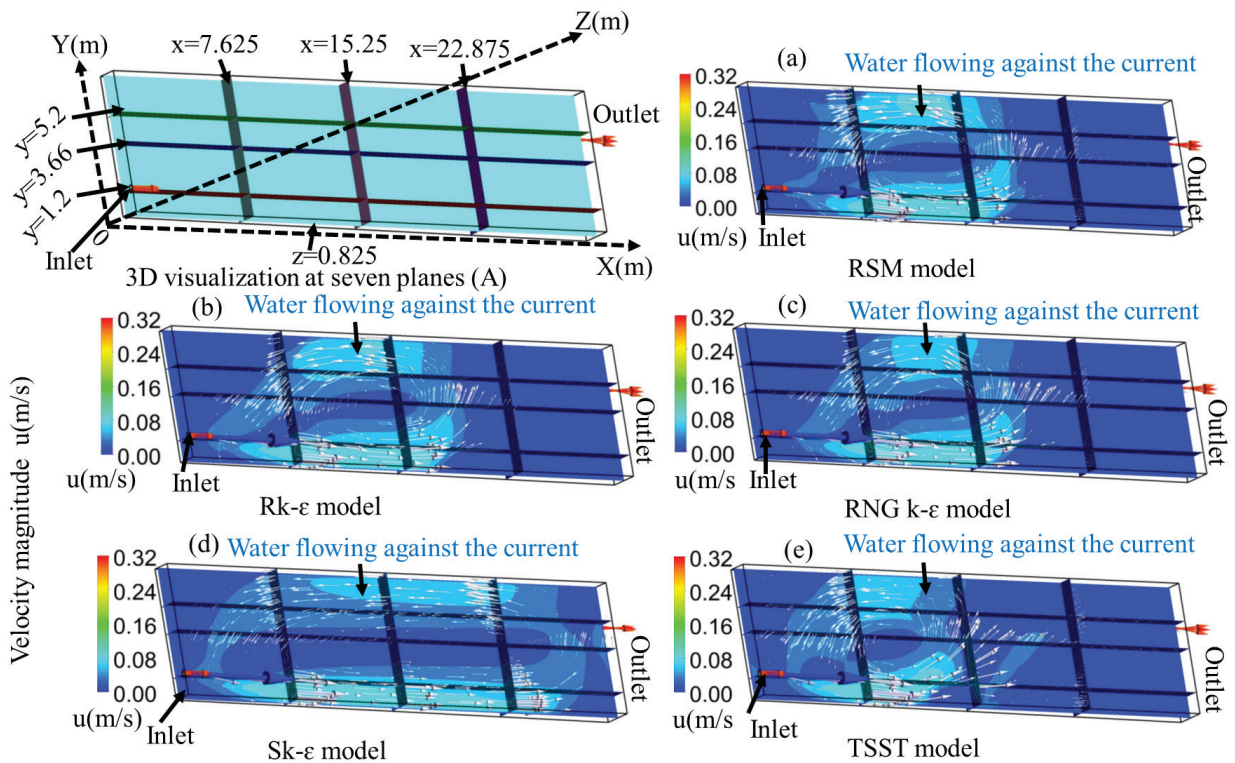 Y(m)
x=7.625
x=15.25
x=22.875
Z(m)
y=5.2
y=3.66
y=1.2
Outlet
Inlet
O
z=0.825
X(m)
3D visualization at seven planes (A)
(a)
Water flowing against the current
0.32
0.24
0.16
0.08
0.00
u(m/s)
Inlet
Outlet
RSM model
(b)
Water flowing against the current
0.32
0.24
0.16
0.08
0.00
u(m/s)
Inlet
Outlet
Rk-ε model
(c)
Water flowing against the current
0.32
0.24
0.16
0.08
0.00
u(m/s
Inlet
Outlet
RNG k-ε model
Velocity magnitude u(m/s)
(d)
Water flowing against the current
0.32
0.24
0.16
0.08
0.00
u(m/s)
Inlet
Outlet
Sk-ε model
(e)
Water flowing against the current
0.32
0.24
0.16
0.08
0.00
u(m/s)
Inlet
Outlet
TSST model